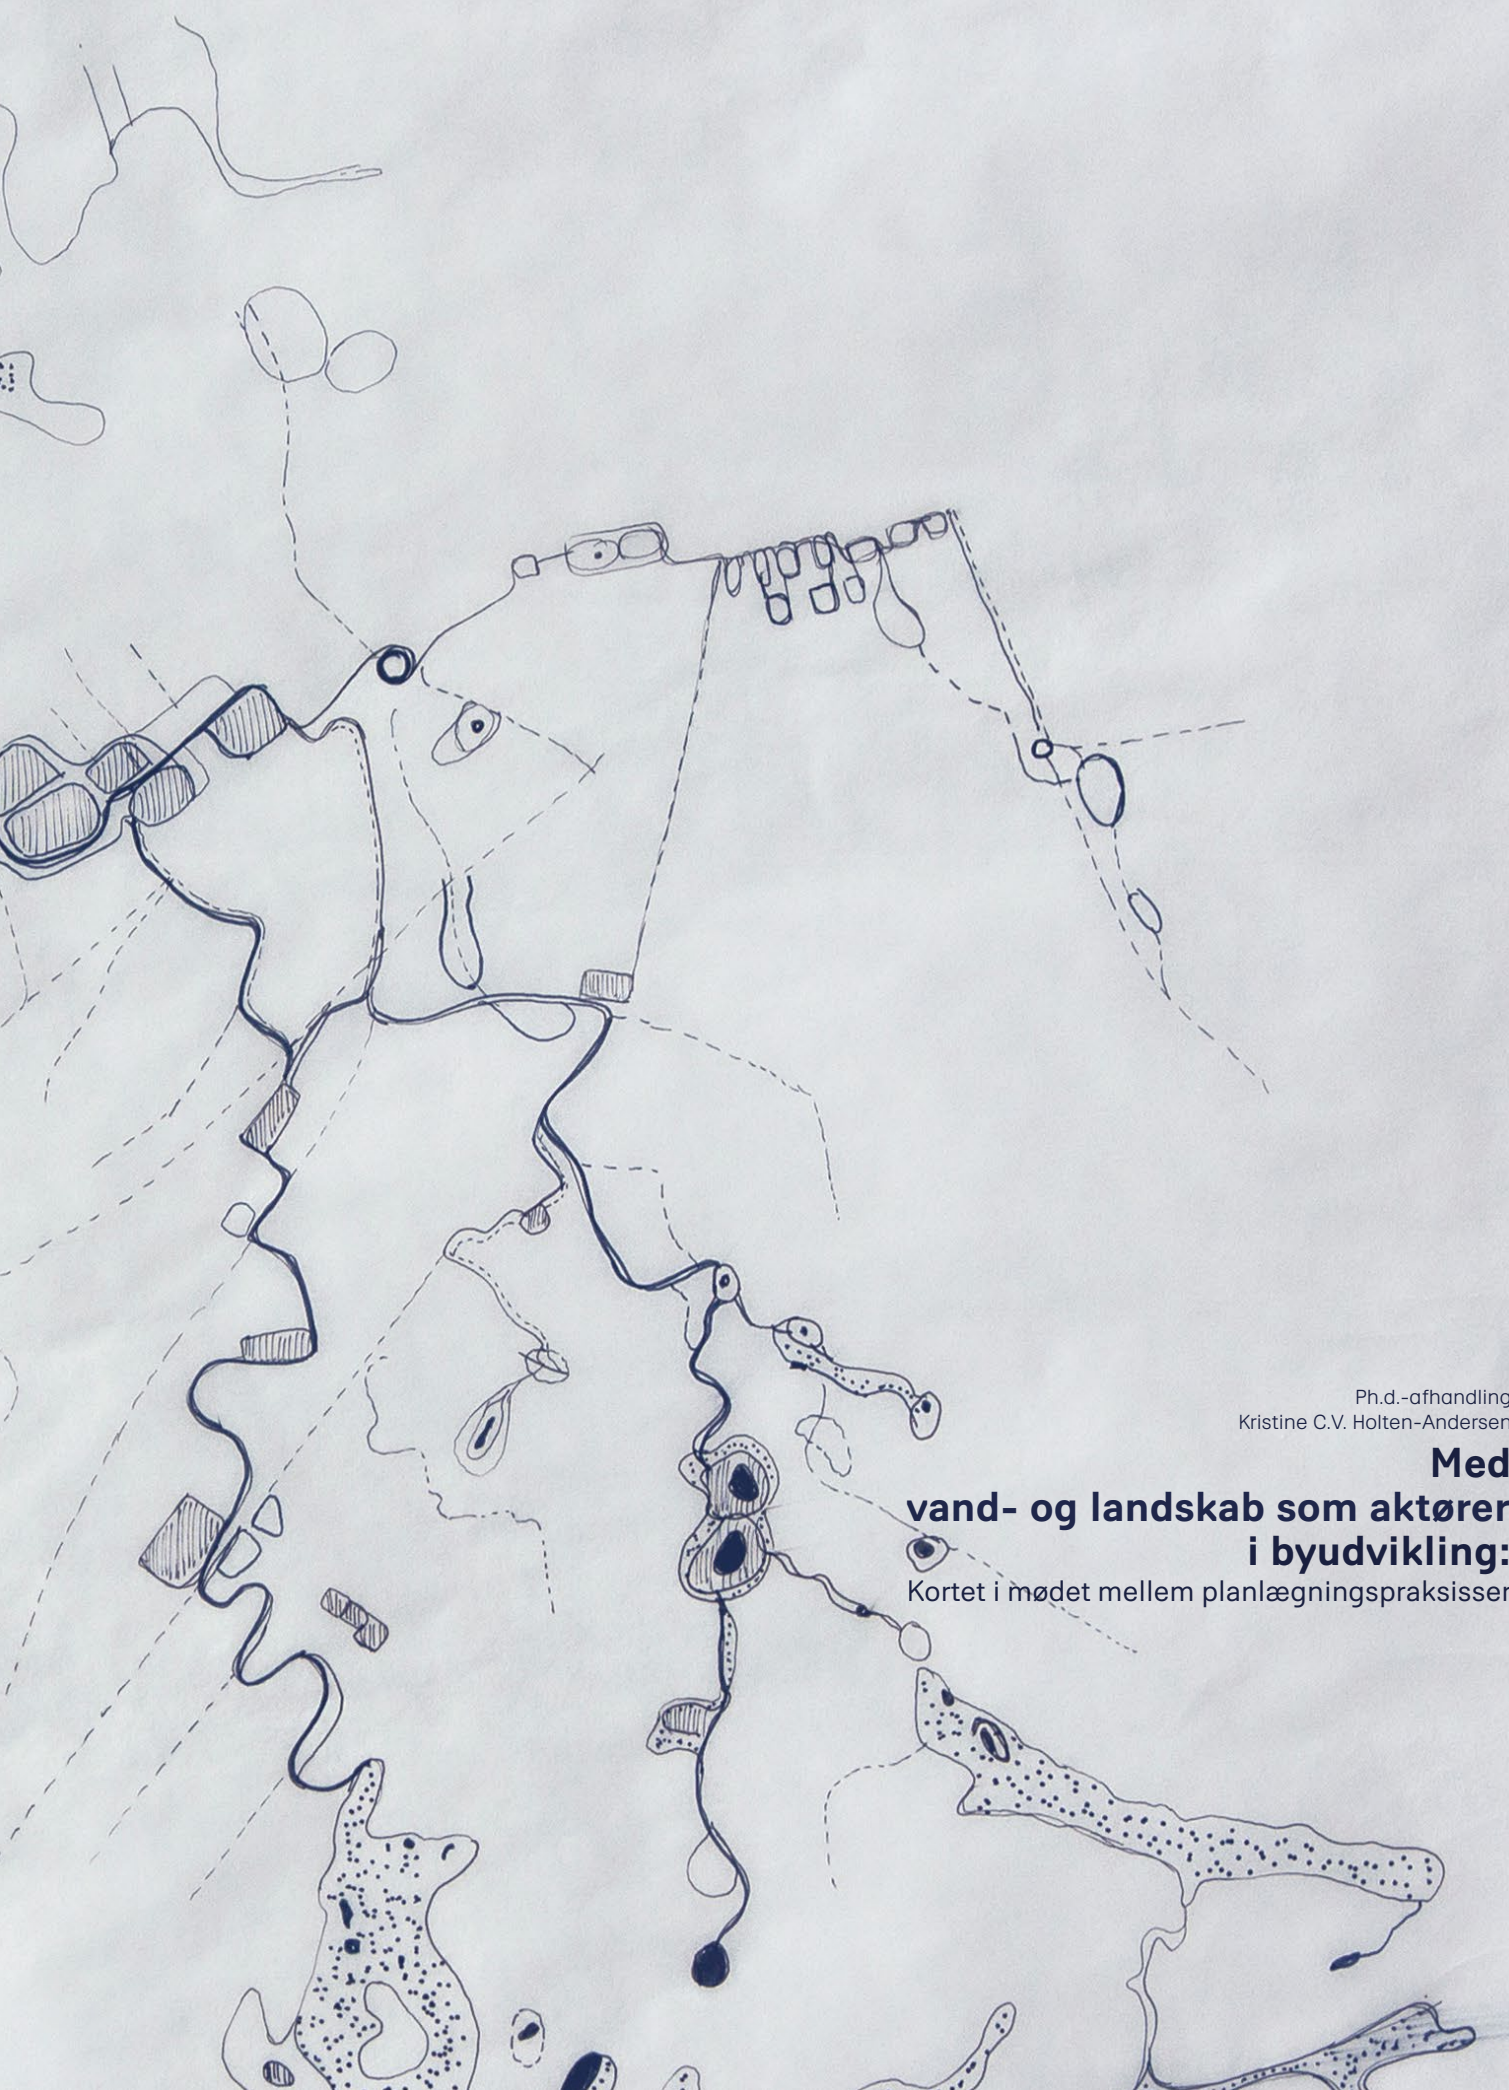 Ph.d.-afhandling
Kristine C.V. Holten-Andersen
Med
vand- og landskab som aktører
i byudvikling:
Kortet i mødet mellem planlægningspraksisser